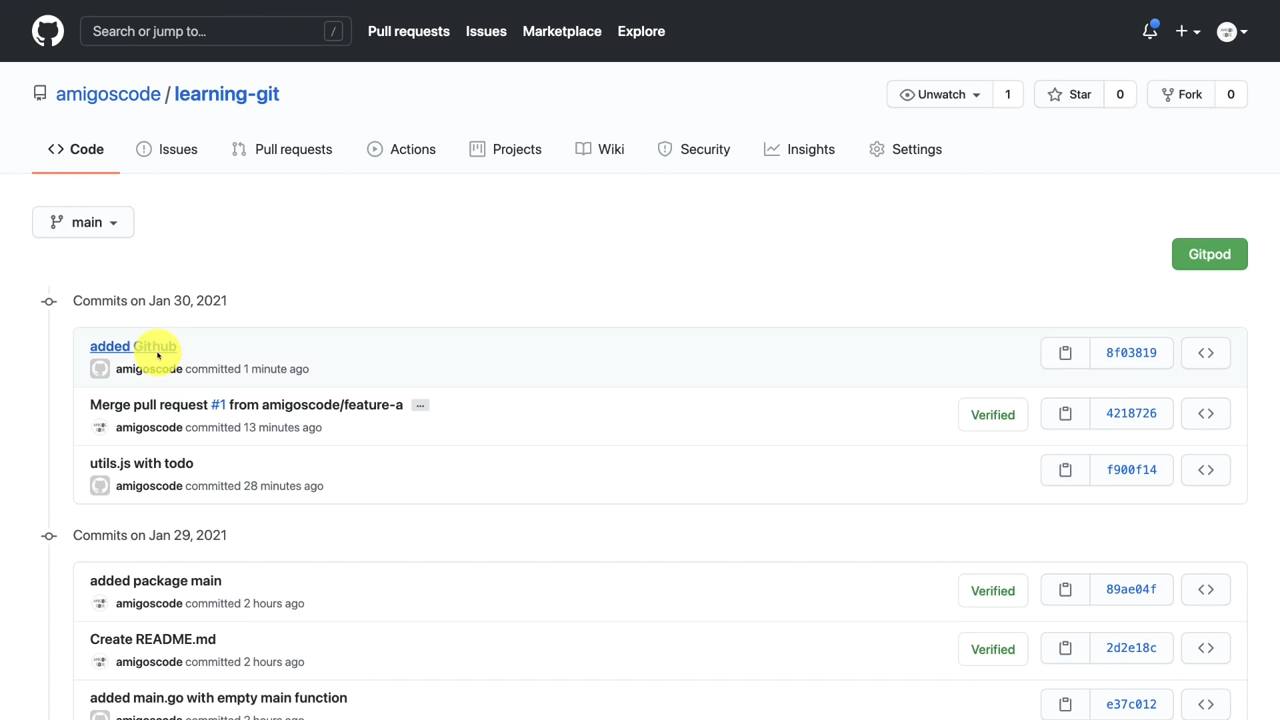 Search or jump to... /
Pull requests Issues Marketplace Explore
amigoscode / learning-git
Unwatch 1 Star 0 Fork 0
Code Issues Pull requests Actions Projects Wiki Security Insights Settings
main
Gitpod
Commits on Jan 30, 2021
added Github
8f03819
amigoscode committed 1 minute ago
Merge pull request #1 from amigoscode/feature-a ...
Verified 4218726
amigoscode committed 13 minutes ago
utils.js with todo
f900f14
amigoscode committed 28 minutes ago
Commits on Jan 29, 2021
added package main
Verified 89ae04f
amigoscode committed 2 hours ago
Create README.md
Verified 2d2e18c
amigoscode committed 2 hours ago
added main.go with empty main function
e37c012
amigoscode committed 2 hours ago